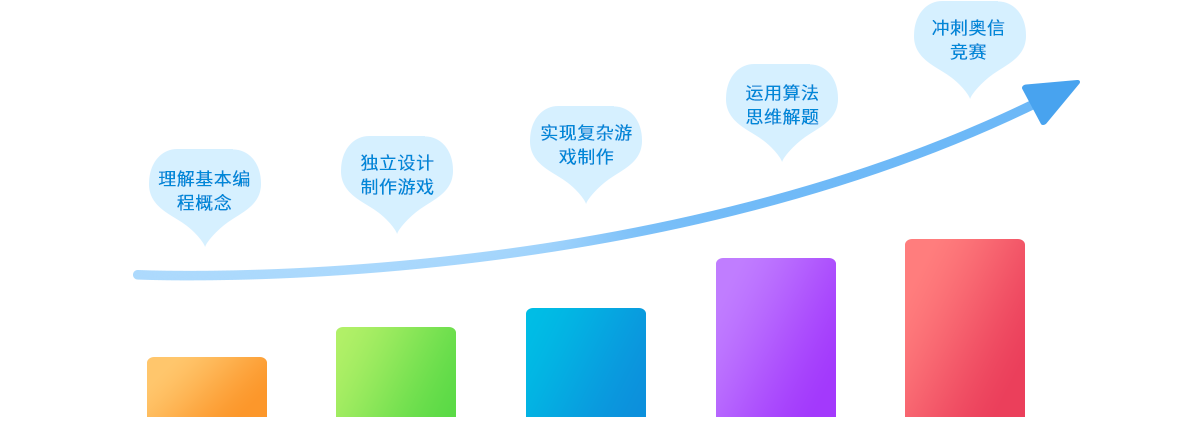 理解基本编
程概念
独立设计
制作游戏
实现复杂游
戏制作
运用算法
思维解题
冲刺奥信
竞赛